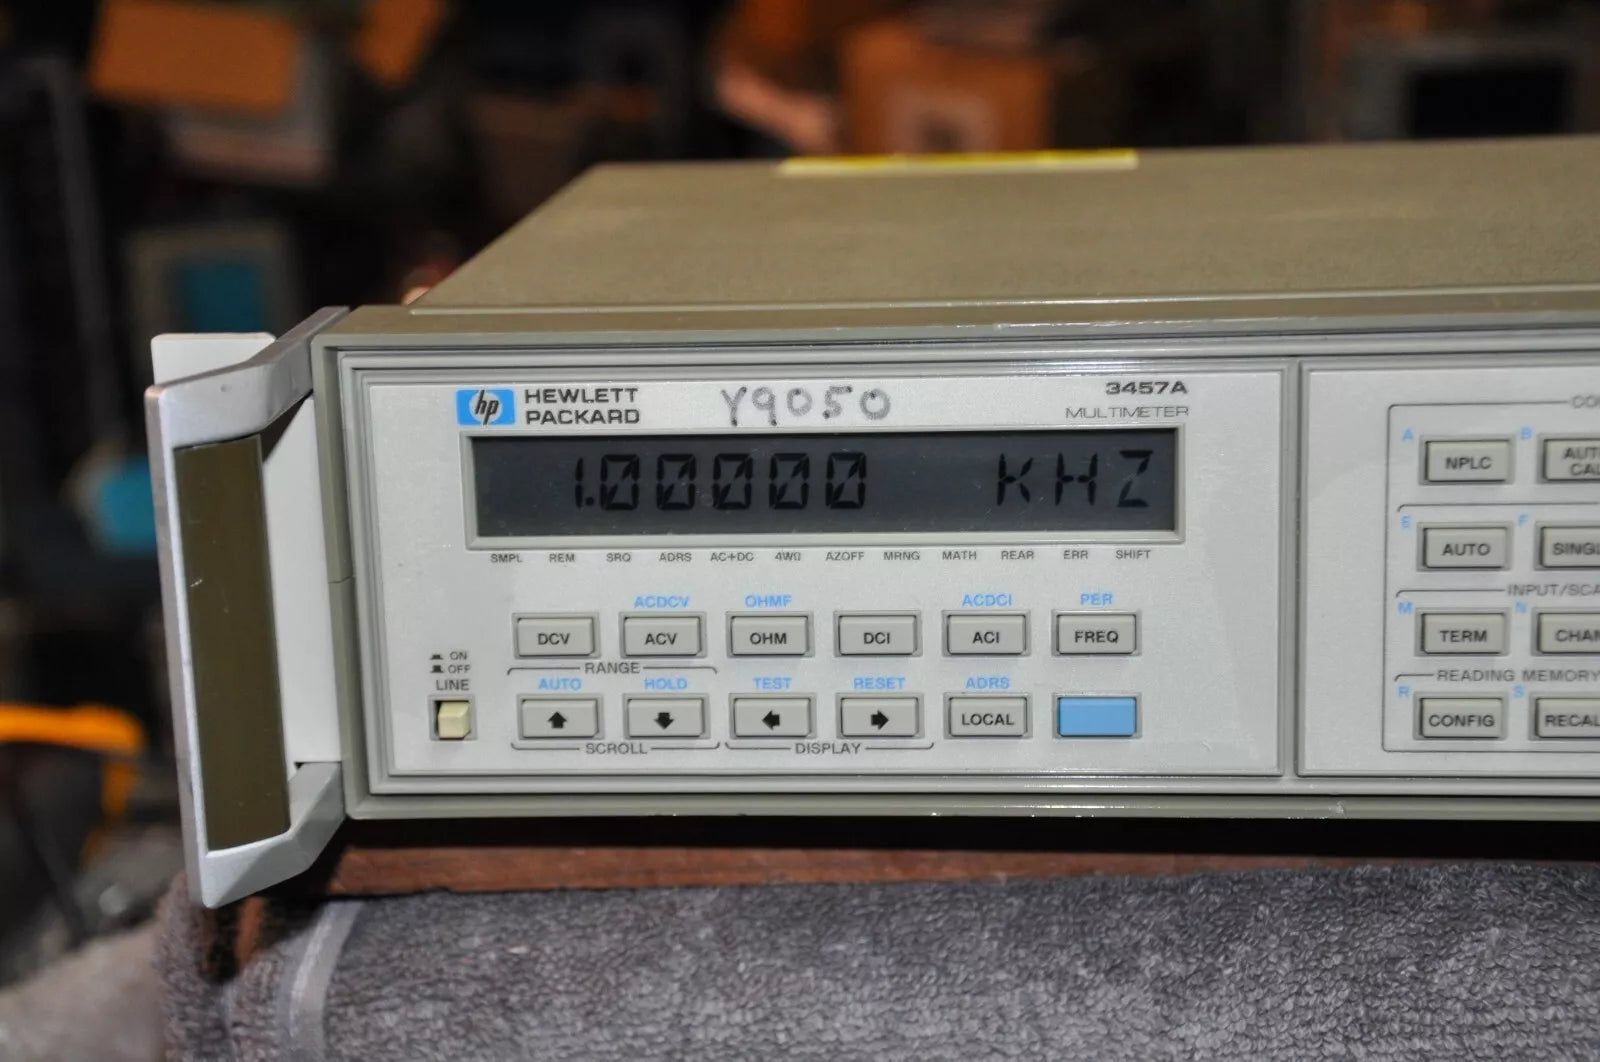 hp HEWLETT PACKARD
Y9050
3457A
MULTIMETER
1.00000 KHZ
SMPL REM SRQ ADRS AC+DC 4WΩ AZOFF MRNG MATH REAR ERR SHIFT
ACDCV OHMF ACDCI PER
DCV ACV OHM DCI ACI FREQ
ON
OFF
LINE
RANGE
AUTO HOLD TEST RESET ADRS
LOCAL
SCROLL DISPLAY
A B
NPLC
E F
AUTO
INPUT/
M N
TERM
READING MEMORY
R S
CONFIG